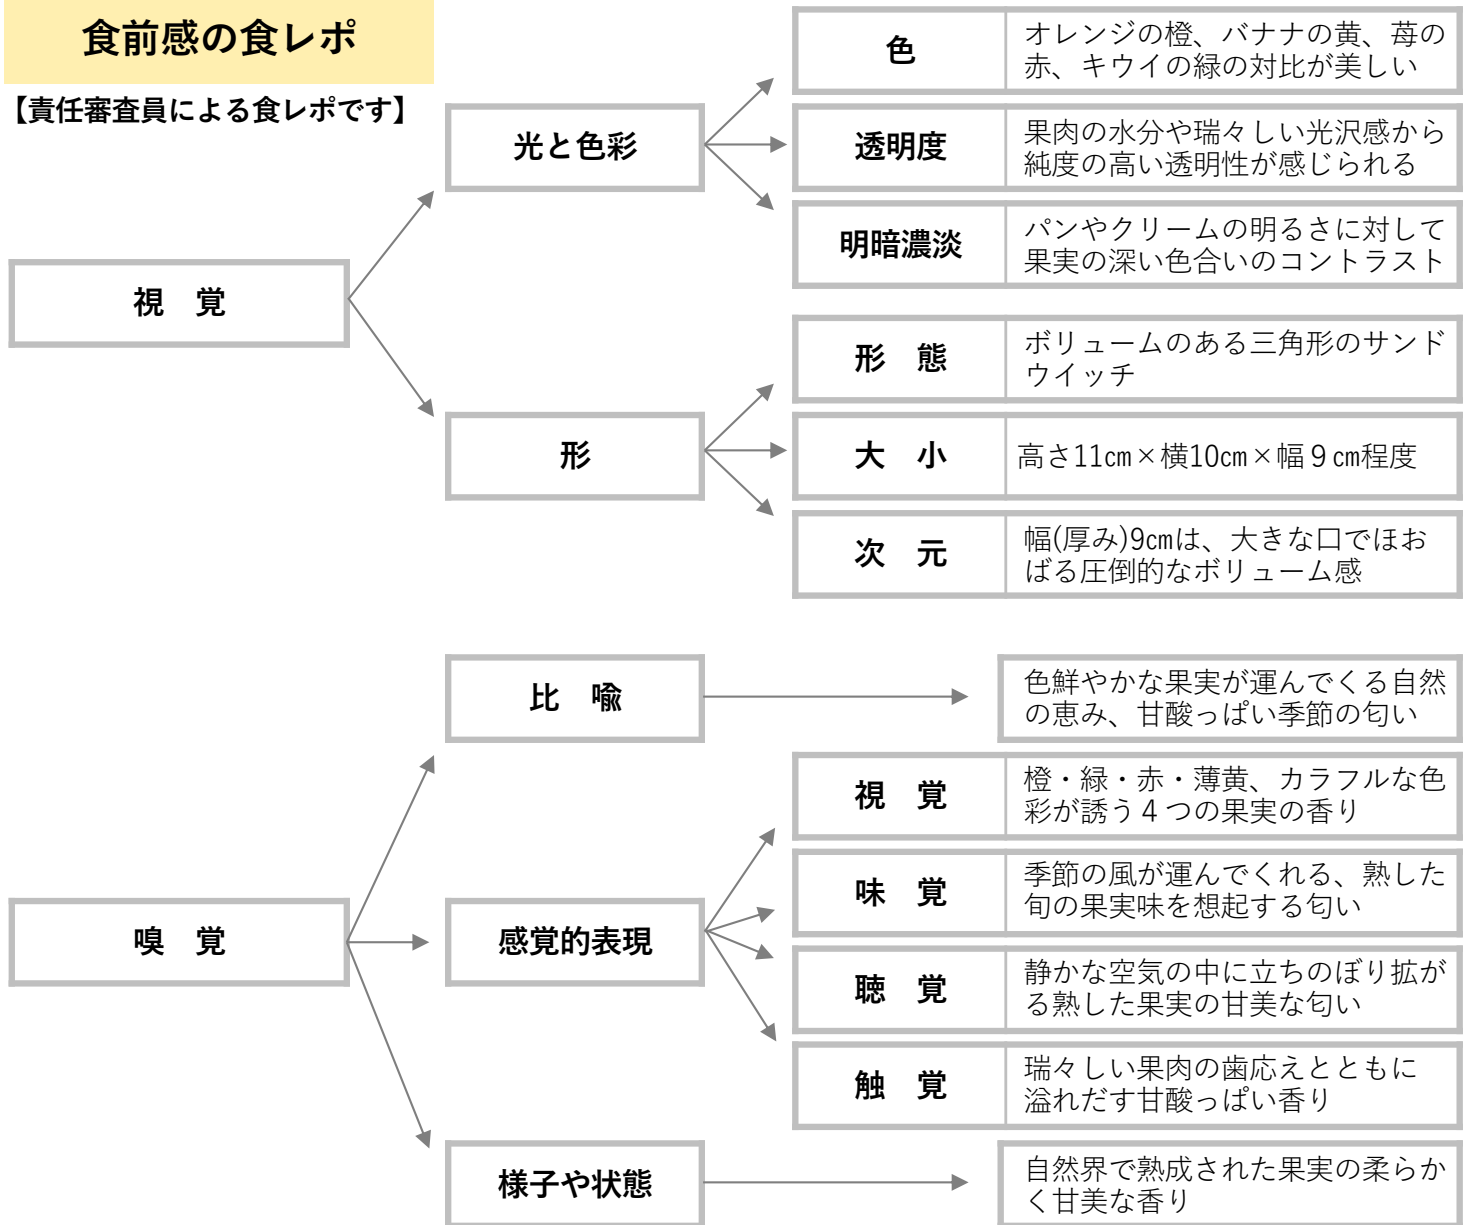 食前感の食レポ
【責任審査員による食レポです】
視　覚
光と色彩
色
オレンジの橙、バナナの黄、苺の
赤、キウイの緑の対比が美しい
透明度
果肉の水分や瑞々しい光沢感から
純度の高い透明性が感じられる
明暗濃淡
パンやクリームの明るさに対して
果実の深い色合いのコントラスト
形
形　態
ボリュームのある三角形のサンド
ウイッチ
大　小
高さ11㎝×横10㎝×幅９㎝程度
次　元
幅(厚み)9㎝は、大きな口でほお
ばる圧倒的なボリューム感
嗅　覚
比　喩
色鮮やかな果実が運んでくる自然
の恵み、甘酸っぱい季節の匂い
感覚的表現
視　覚
橙・緑・赤・薄黄、カラフルな色
彩が誘う４つの果実の香り
味　覚
季節の風が運んでくれる、熟した
旬の果実味を想起する匂い
聴　覚
静かな空気の中に立ちのぼり拡が
る熟した果実の甘美な匂い
触　覚
瑞々しい果肉の歯応えとともに
溢れだす甘酸っぱい香り
様子や状態
自然界で熟成された果実の柔らか
く甘美な香り